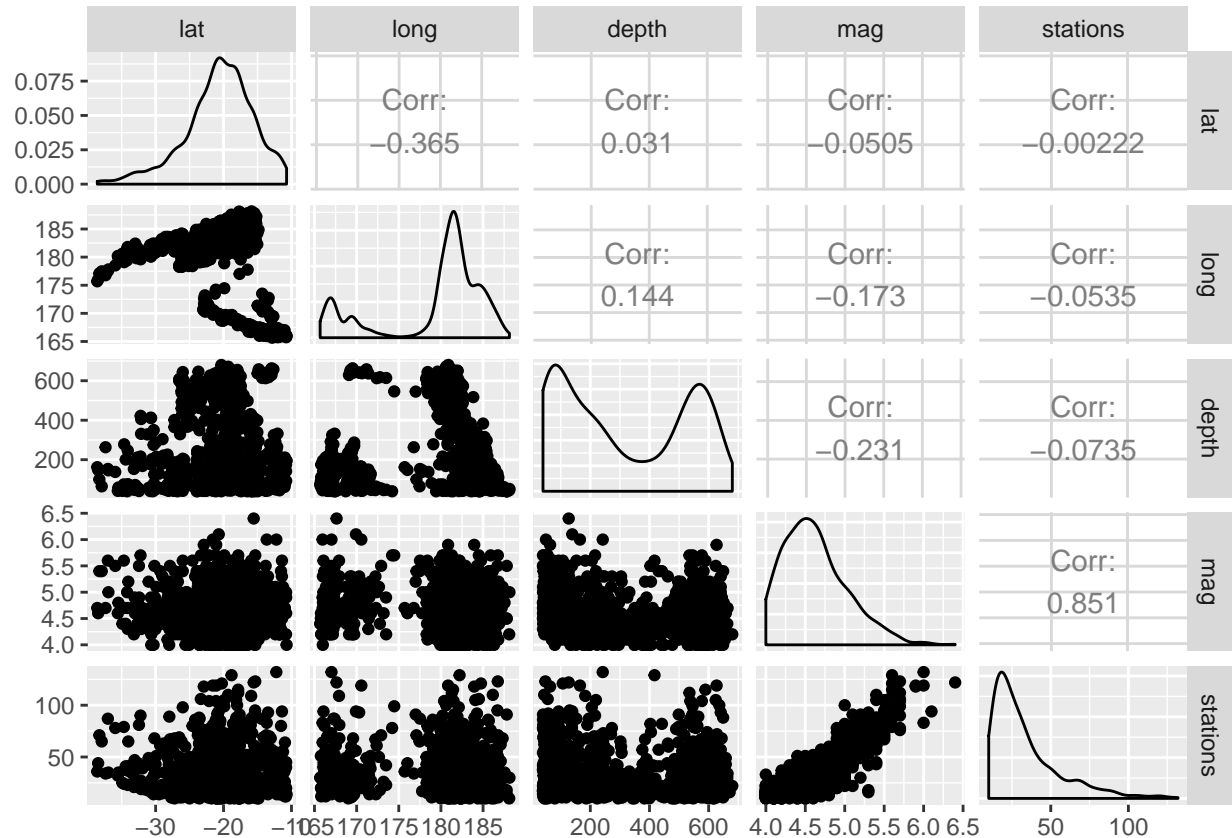 lat long depth mag stations
0.075
0.050
0.025
0.000
Corr:
−0.365
Corr:
0.031
Corr:
−0.0505
Corr:
−0.00222
lat
185
180
175
170
165
Corr:
0.144
Corr:
−0.173
Corr:
−0.0535
long
600
400
200
Corr:
−0.231
Corr:
−0.0735
depth
6.5
6.0
5.5
5.0
4.5
4.0
Corr:
0.851
mag
100
50
stations
−30 −20 −10 165 170 175 180 185 200 400 600 4.0 4.5 5.0 5.5 6.0 6.5 50 100